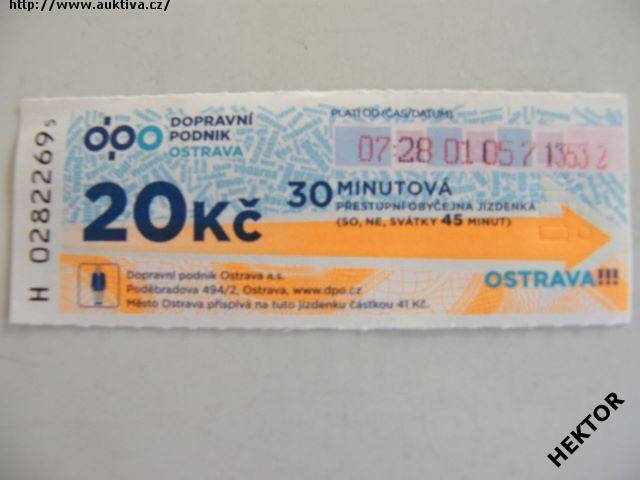 http://www.auktiva.cz/
dpo DOPRAVNÍ
PODNIK
OSTRAVA
PLATÍ OD (ČAS/DATUM)
07 28 01 05 7 1353 2
20Kč
30 MINUTOVÁ
PŘESTUPNÍ OBYČEJNÁ JÍZDENKA
(SO, NE, SVÁTKY 45 MINUT)
H 02822695
OSTRAVA!!!
Dopravní podnik Ostrava a.s.
Poděbradova 494/2, Ostrava, www.dpo.cz
Město Ostrava přispívá na tuto jízdenku částkou 41 Kč.
HEKTOR